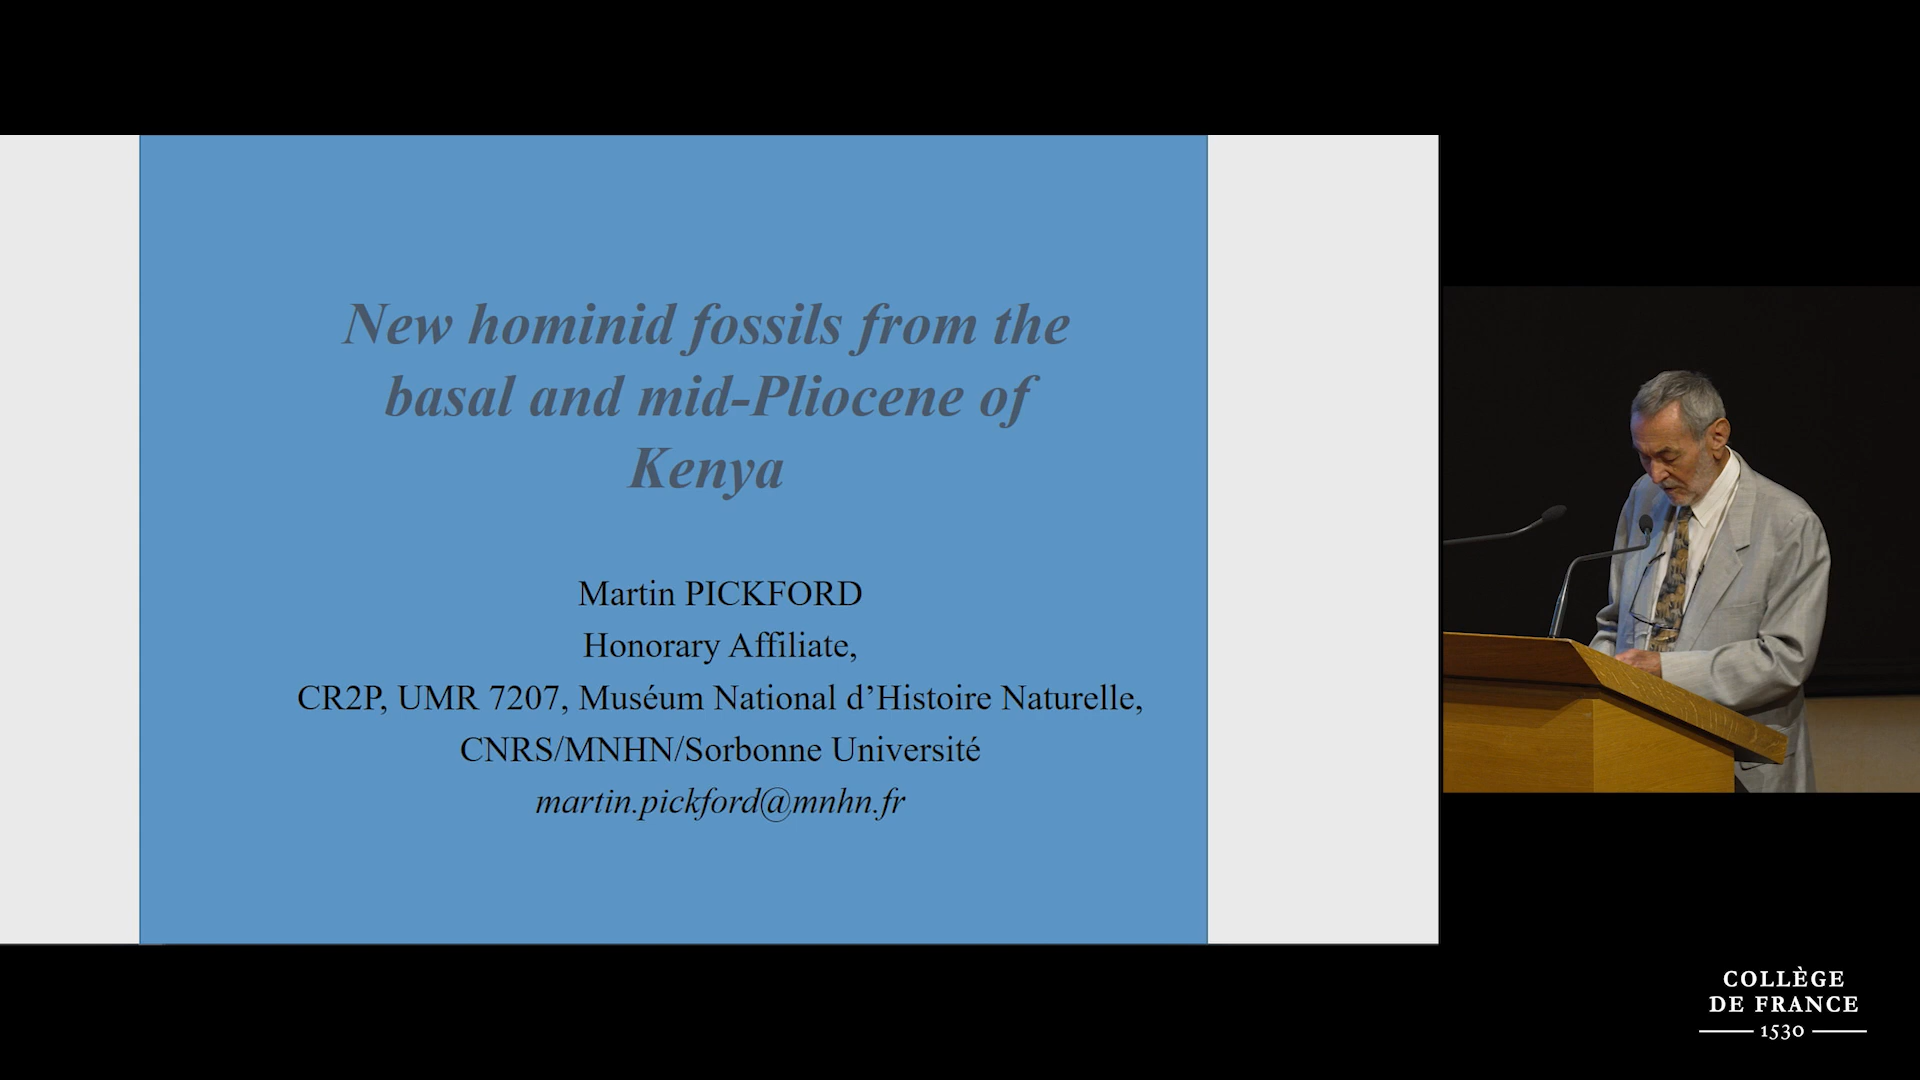 New hominid fossils from the
basal and mid-Pliocene of
Kenya
Martin PICKFORD
Honorary Affiliate,
CR2P, UMR 7207, Muséum National d’Histoire Naturelle,
CNRS/MNHN/Sorbonne Université
martin.pickford@mnhn.fr
COLLÈGE
DE FRANCE
1530